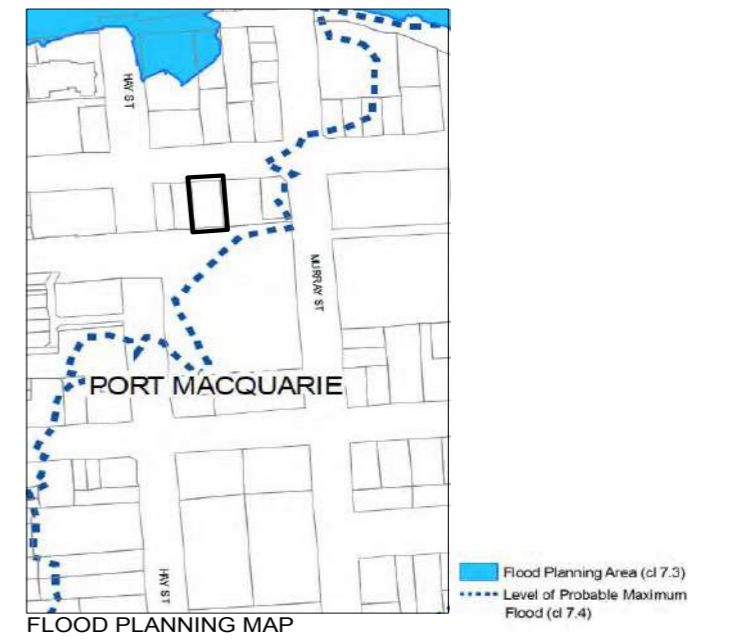 HAY ST
MURRAY ST
PORT MACQUARIE
HAY ST
Flood Planning Area (cl 7.3)
Level of Probable Maximum
Flood (cl 7.4)
FLOOD PLANNING MAP